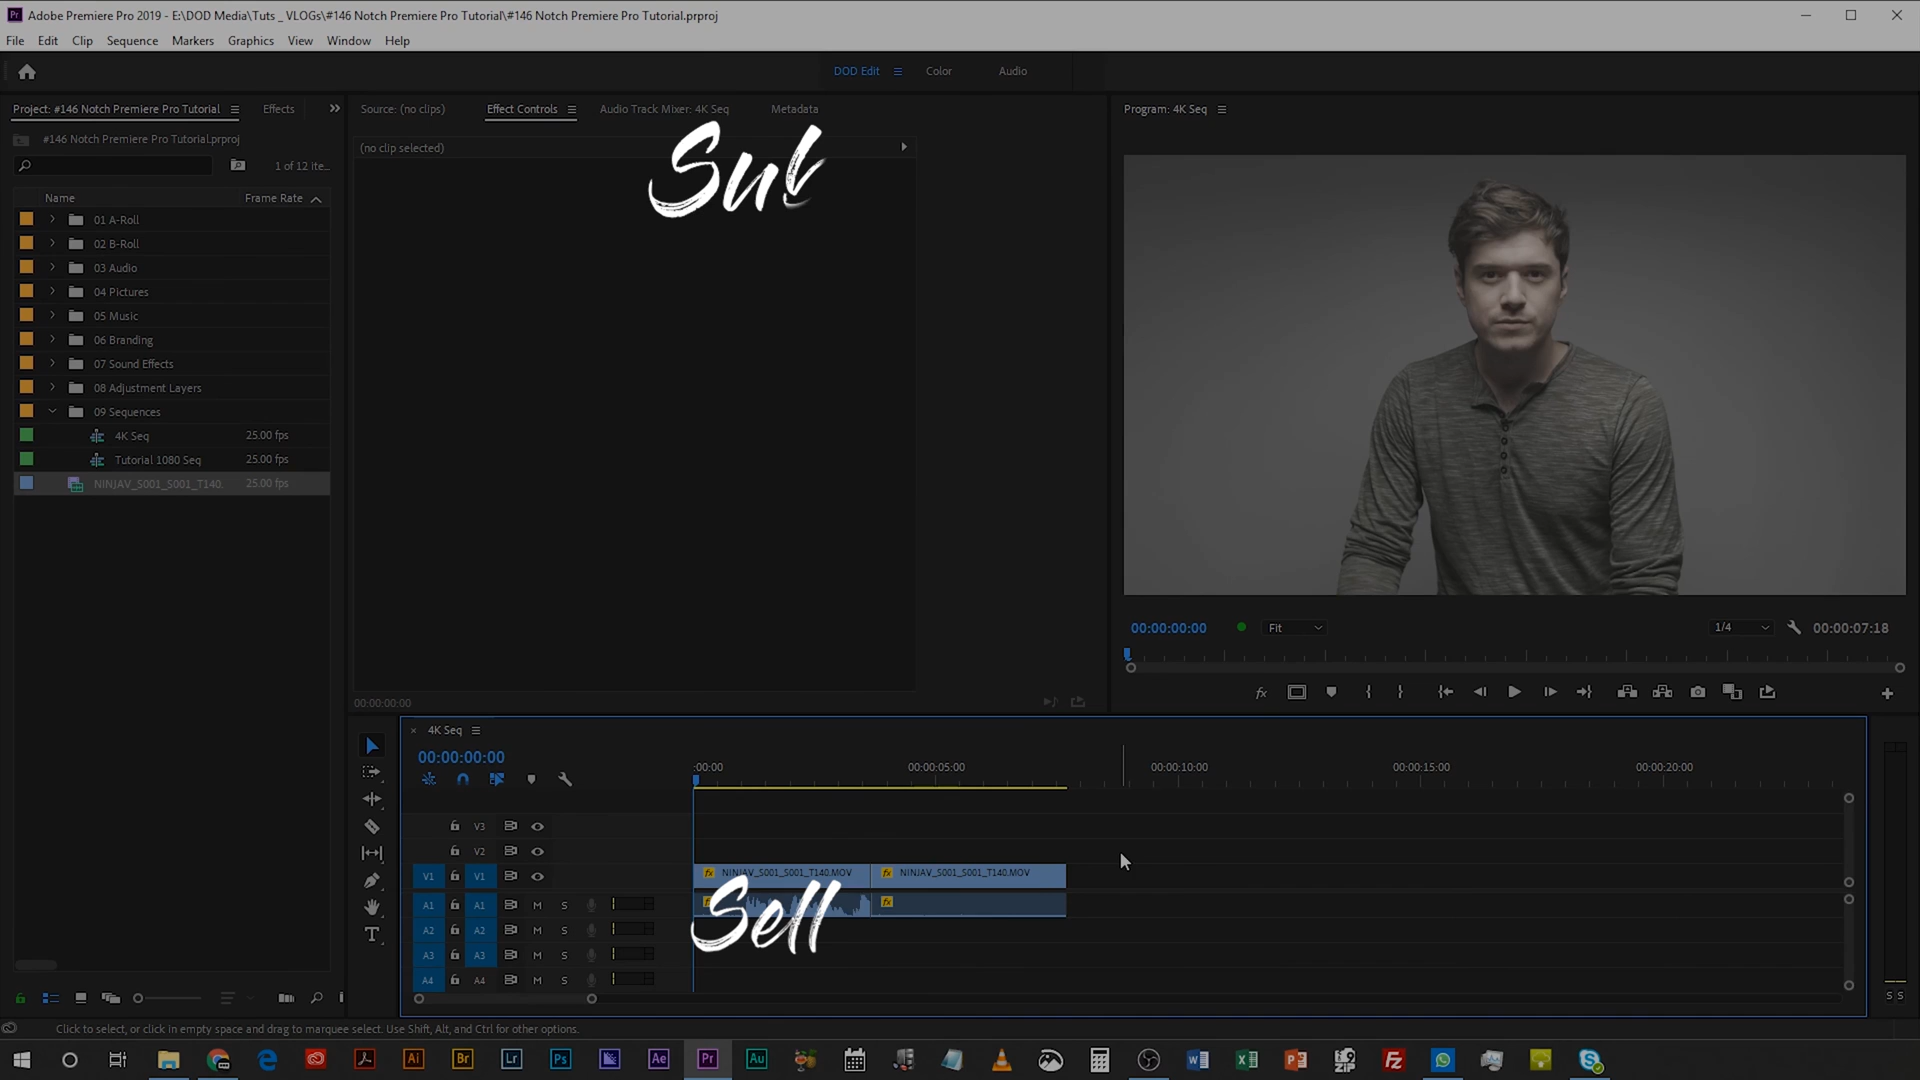 Adobe Premiere Pro 2019 - E:\DOD Media\Tuts _ VLOGs\#146 Notch Premiere Pro Tutorial\#146 Notch Premiere Pro Tutorial.prproj
File Edit Clip Sequence Markers Graphics View Window Help
DOD Edit Color Audio
Project: #146 Notch Premiere Pro Tutorial Effects
Source: (no clips) Effect Controls Audio Track Mixer: 4K Seq Metadata
Program: 4K Seq
#146 Notch Premiere Pro Tutorial.prproj
(no clip selected)
1 of 12 ite...
Sub
Name Frame Rate
01 A-Roll
02 B-Roll
03 Audio
04 Pictures
05 Music
06 Branding
07 Sound Effects
08 Adjustment Layers
09 Sequences
4K Seq 25.00 fps
Tutorial 1080 Seq 25.00 fps
NINJAV_S001_S001_T140. 25.00 fps
00:00:00:00 Fit 1/4 00:00:07:18
00:00:00:00
4K Seq
00:00:00:00
:00:00 00:00:05:00 00:00:10:00 00:00:15:00 00:00:20:00
V3
V2
V1 V1 NINJAV_S001_S001_T140.MOV NINJAV_S001_S001_T140.MOV
A1 A1 M S
Sell
A2 A2 M S
A3 A3 M S
A4 A4 M S
S S
Click to select, or click in empty space and drag to marquee select. Use Shift, Alt, and Ctrl for other options.
Ai Br Lr Ps Ae Pr Au